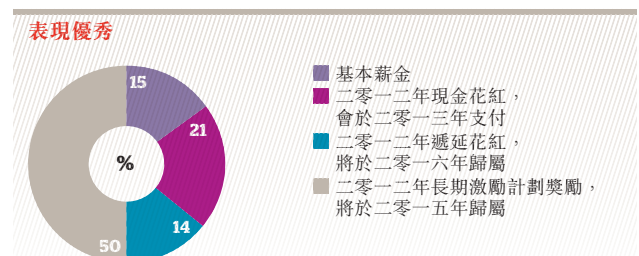 表現優秀
15
21
14
50
%
基本薪金
二零一二年現金花紅，
會於二零一三年支付
二零一二年遞延花紅，
將於二零一六年歸屬
二零一二年長期激勵計劃獎勵，
將於二零一五年歸屬